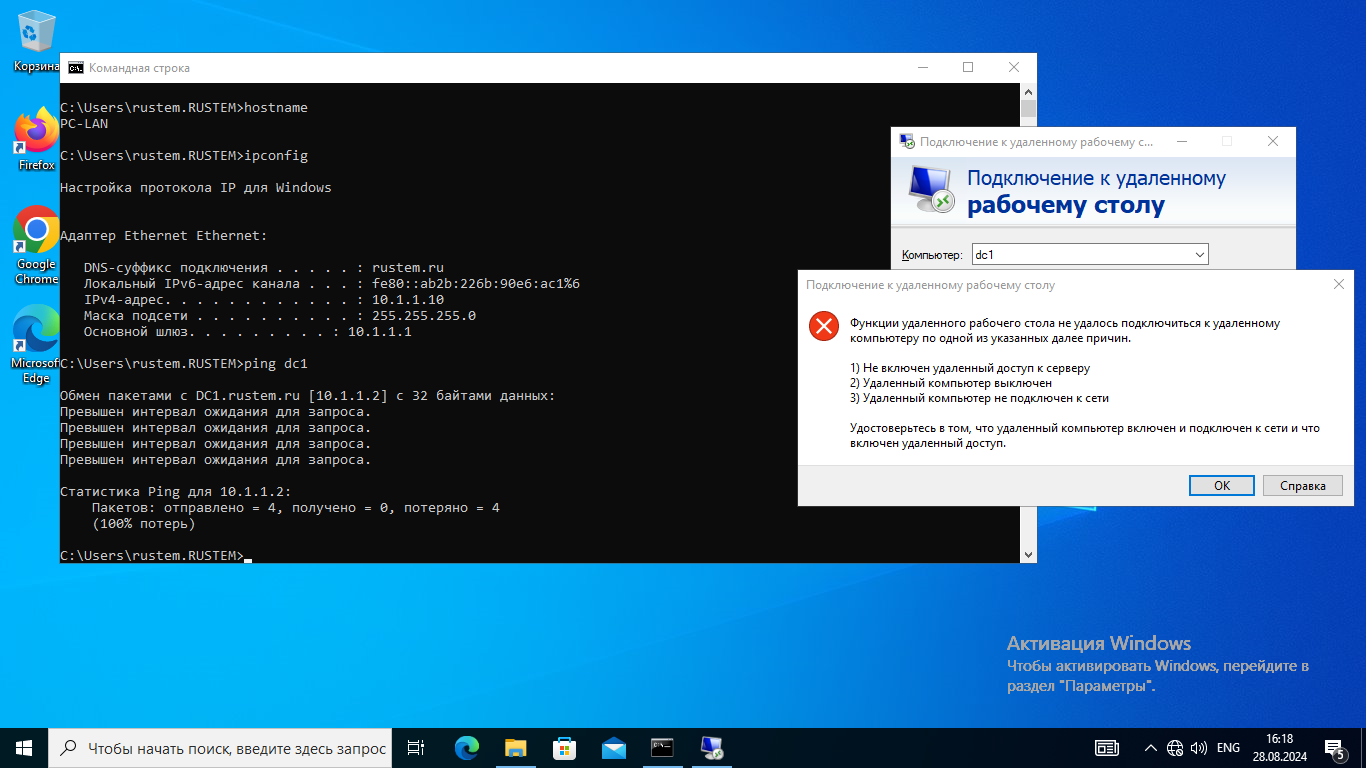 Корзина
Firefox
Google
Chrome
Microsof
Edge
Командная строка
C:\Users\rustem.RUSTEM>hostname
PC-LAN
C:\Users\rustem.RUSTEM>ipconfig
Настройка протокола IP для Windows
Адаптер Ethernet Ethernet:
DNS-суффикс подключения . . . . . : rustem.ru
Локальный IPv6-адрес канала . . . : fe80::ab2b:226b:90e6:ac1%6
IPv4-адрес. . . . . . . . . . . . : 10.1.1.10
Маска подсети . . . . . . . . . . : 255.255.255.0
Основной шлюз. . . . . . . . . : 10.1.1.1
C:\Users\rustem.RUSTEM>ping dc1
Обмен пакетами с DC1.rustem.ru [10.1.1.2] с 32 байтами данных:
Превышен интервал ожидания для запроса.
Превышен интервал ожидания для запроса.
Превышен интервал ожидания для запроса.
Превышен интервал ожидания для запроса.
Статистика Ping для 10.1.1.2:
Пакетов: отправлено = 4, получено = 0, потеряно = 4
(100% потерь)
C:\Users\rustem.RUSTEM>
Подключение к удаленному рабочему с...
Подключение к удаленному
рабочему столу
Компьютер: dc1
Подключение к удаленному рабочему столу
Функции удаленного рабочего стола не удалось подключиться к удаленному
компьютеру по одной из указанных далее причин.
1) Не включен удаленный доступ к серверу
2) Удаленный компьютер выключен
3) Удаленный компьютер не подключен к сети
Удостоверьтесь в том, что удаленный компьютер включен и подключен к сети и что
включен удаленный доступ.
OK Справка
Активация Windows
Чтобы активировать Windows, перейдите в
раздел "Параметры".
Чтобы начать поиск, введите здесь запрос
ENG
16:18
28.08.2024
5